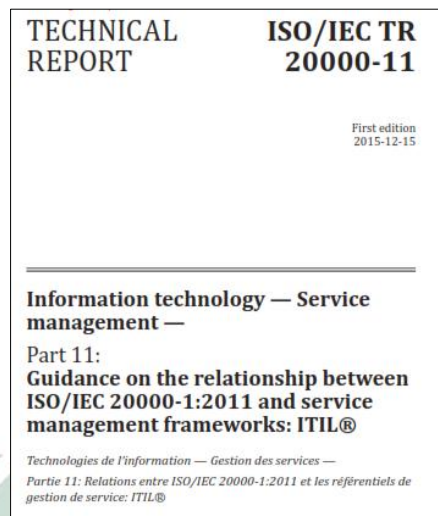 TECHNICAL REPORT
ISO/IEC TR 20000-11
First edition
2015-12-15
Information technology — Service
management —
Part 11:
Guidance on the relationship between
ISO/IEC 20000-1:2011 and service
management frameworks: ITIL®
Technologies de l'information — Gestion des services —
Partie 11: Relations entre ISO/IEC 20000-1:2011 et les référentiels de
gestion de service: ITIL®